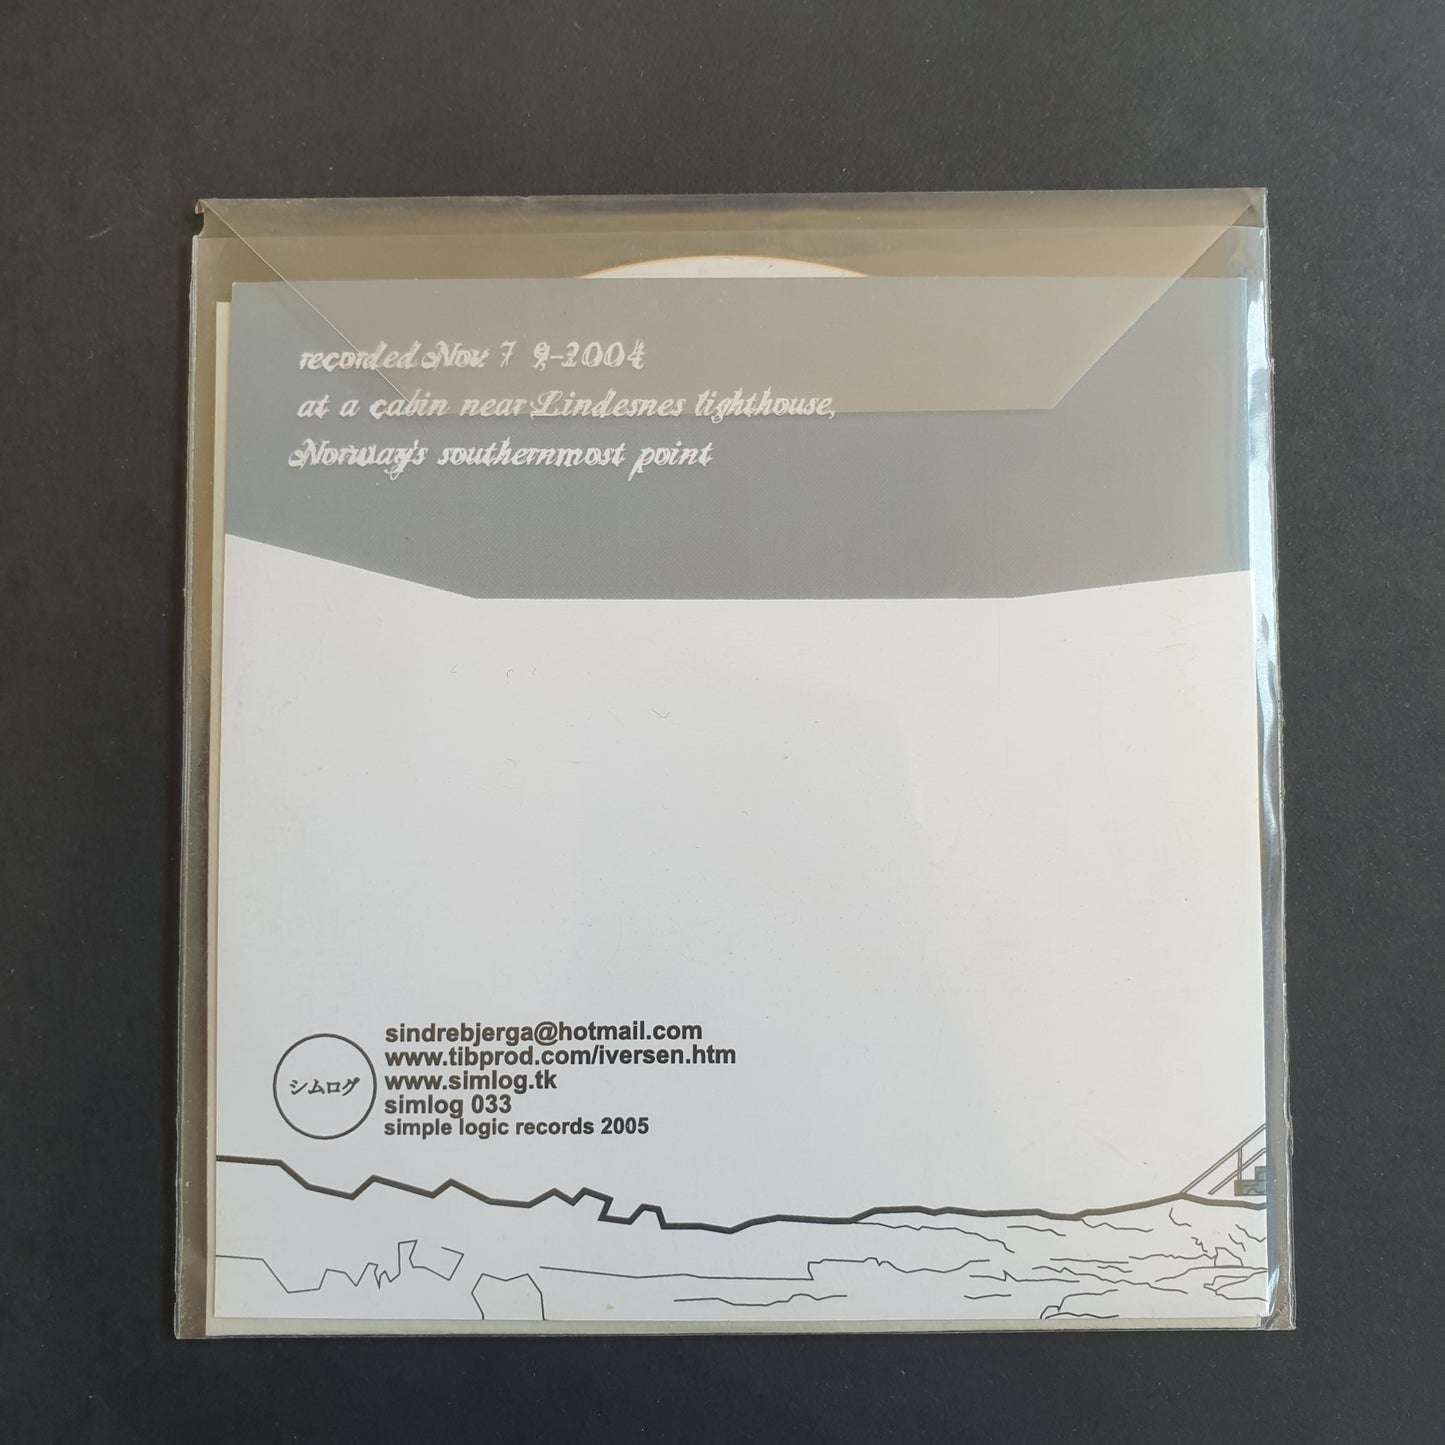 recorded Nov. 7 9-2004
at a cabin near Lindesnes lighthouse,
Norway's southernmost point
シムログ
sindrebjerga@hotmail.com
www.tibprod.com/iversen.htm
www.simlog.tk
simlog 033
simple logic records 2005